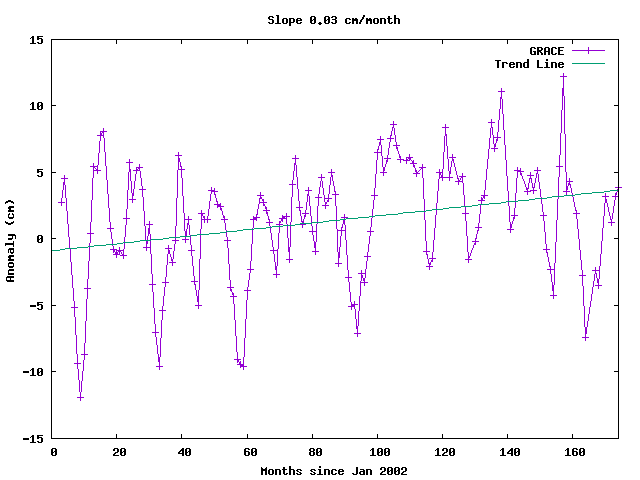 Slope 0.03 cm/month
GRACE
Trend Line
15
10
5
0
-5
-10
-15
Anomaly (cm)
0 20 40 60 80 100 120 140 160
Months since Jan 2002